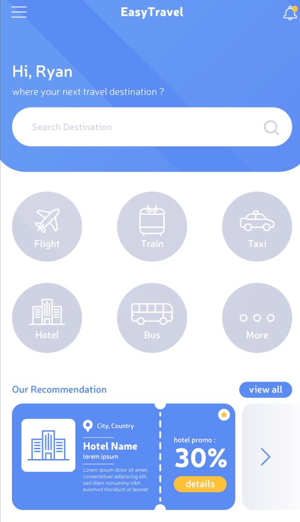 EasyTravel
Hi, Ryan
where your next travel destination ?
Search Destination
Flight
Train
Taxi
Hotel
Bus
More
Our Recommendation
view all
City, Country
Hotel Name
lorem ipsum
Lorem ipsum dolor sit amet,
consectetuer adipiscing elit,
sed diam nonummy nibh
euismod tincidunt ut laoreet
hotel promo :
30%
details